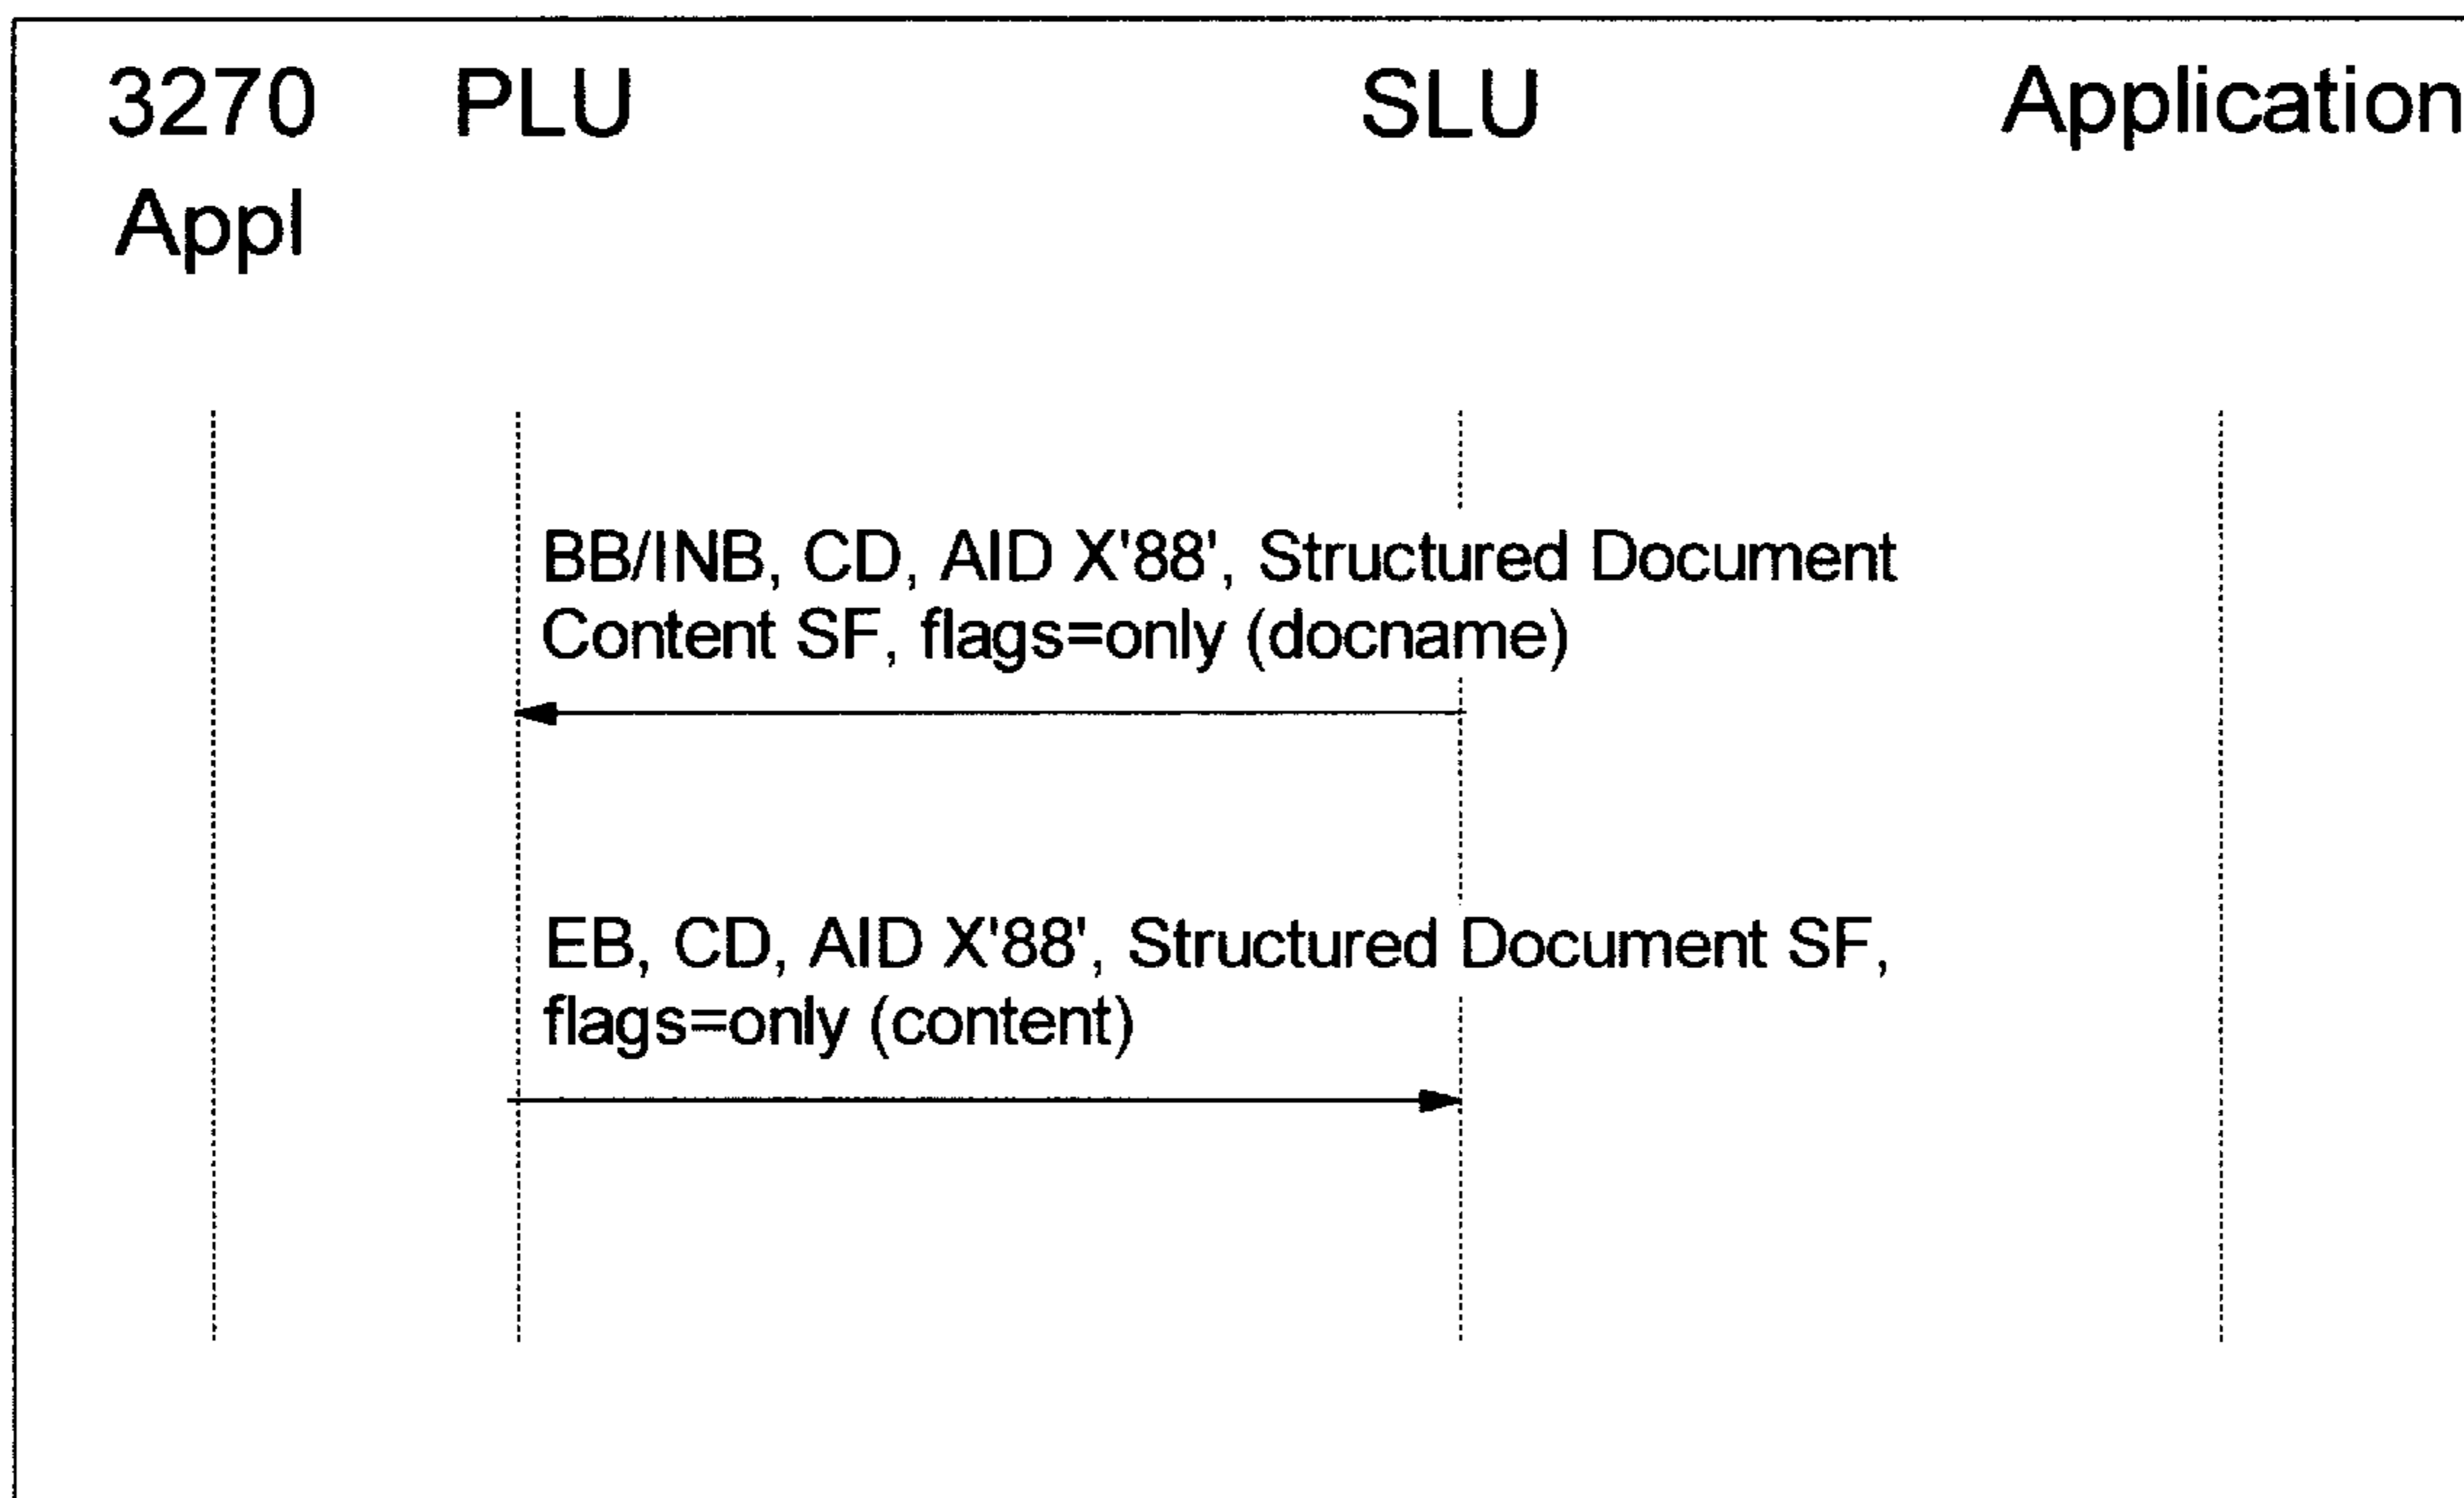 3270 PLU SLU Application
Appl
BB/INB, CD, AID X'88', Structured Document
Content SF, flags=only (docname)
EB, CD, AID X'88', Structured Document SF,
flags=only (content)